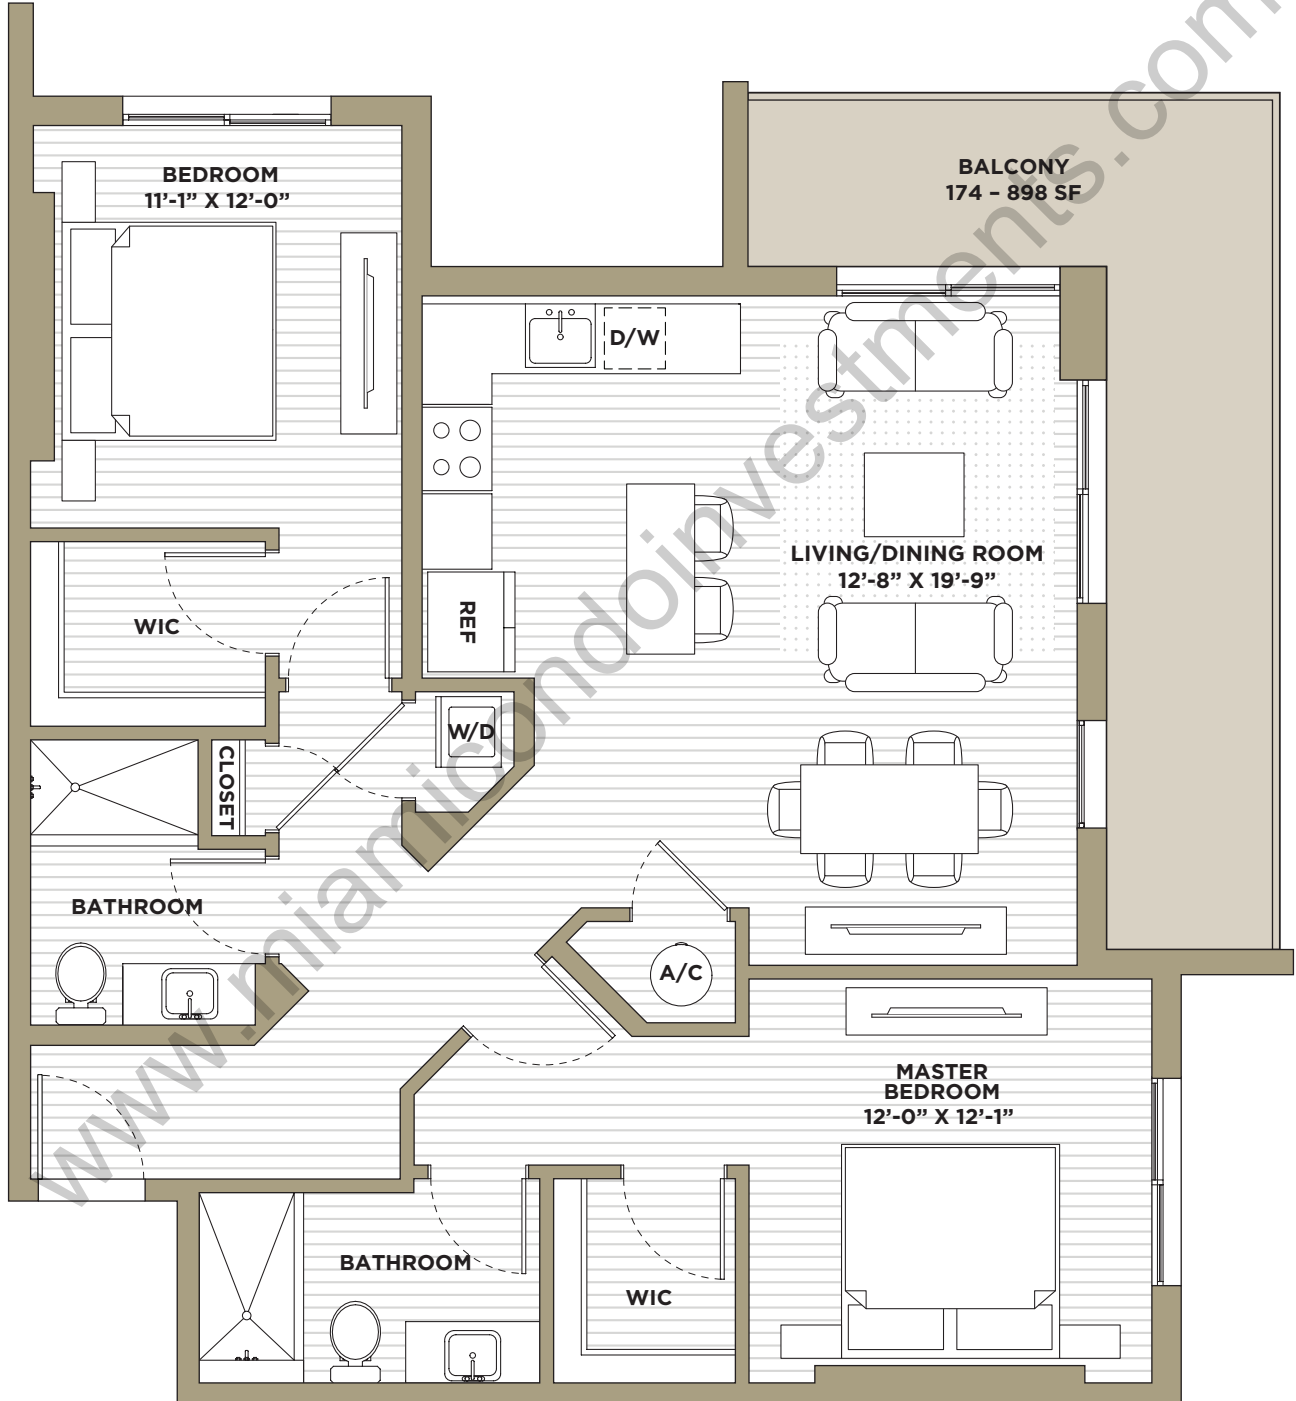 BEDROOM
11’-1” X 12’-0”
BALCONY
174 – 898 SF
D/W
LIVING/DINING ROOM
12’-8” X 19’-9”
REF
WIC
W/D
CLOSET
BATHROOM
A/C
MASTER
BEDROOM
12’-0” X 12’-1”
BATHROOM
WIC
www.miamicondoinvestments.com